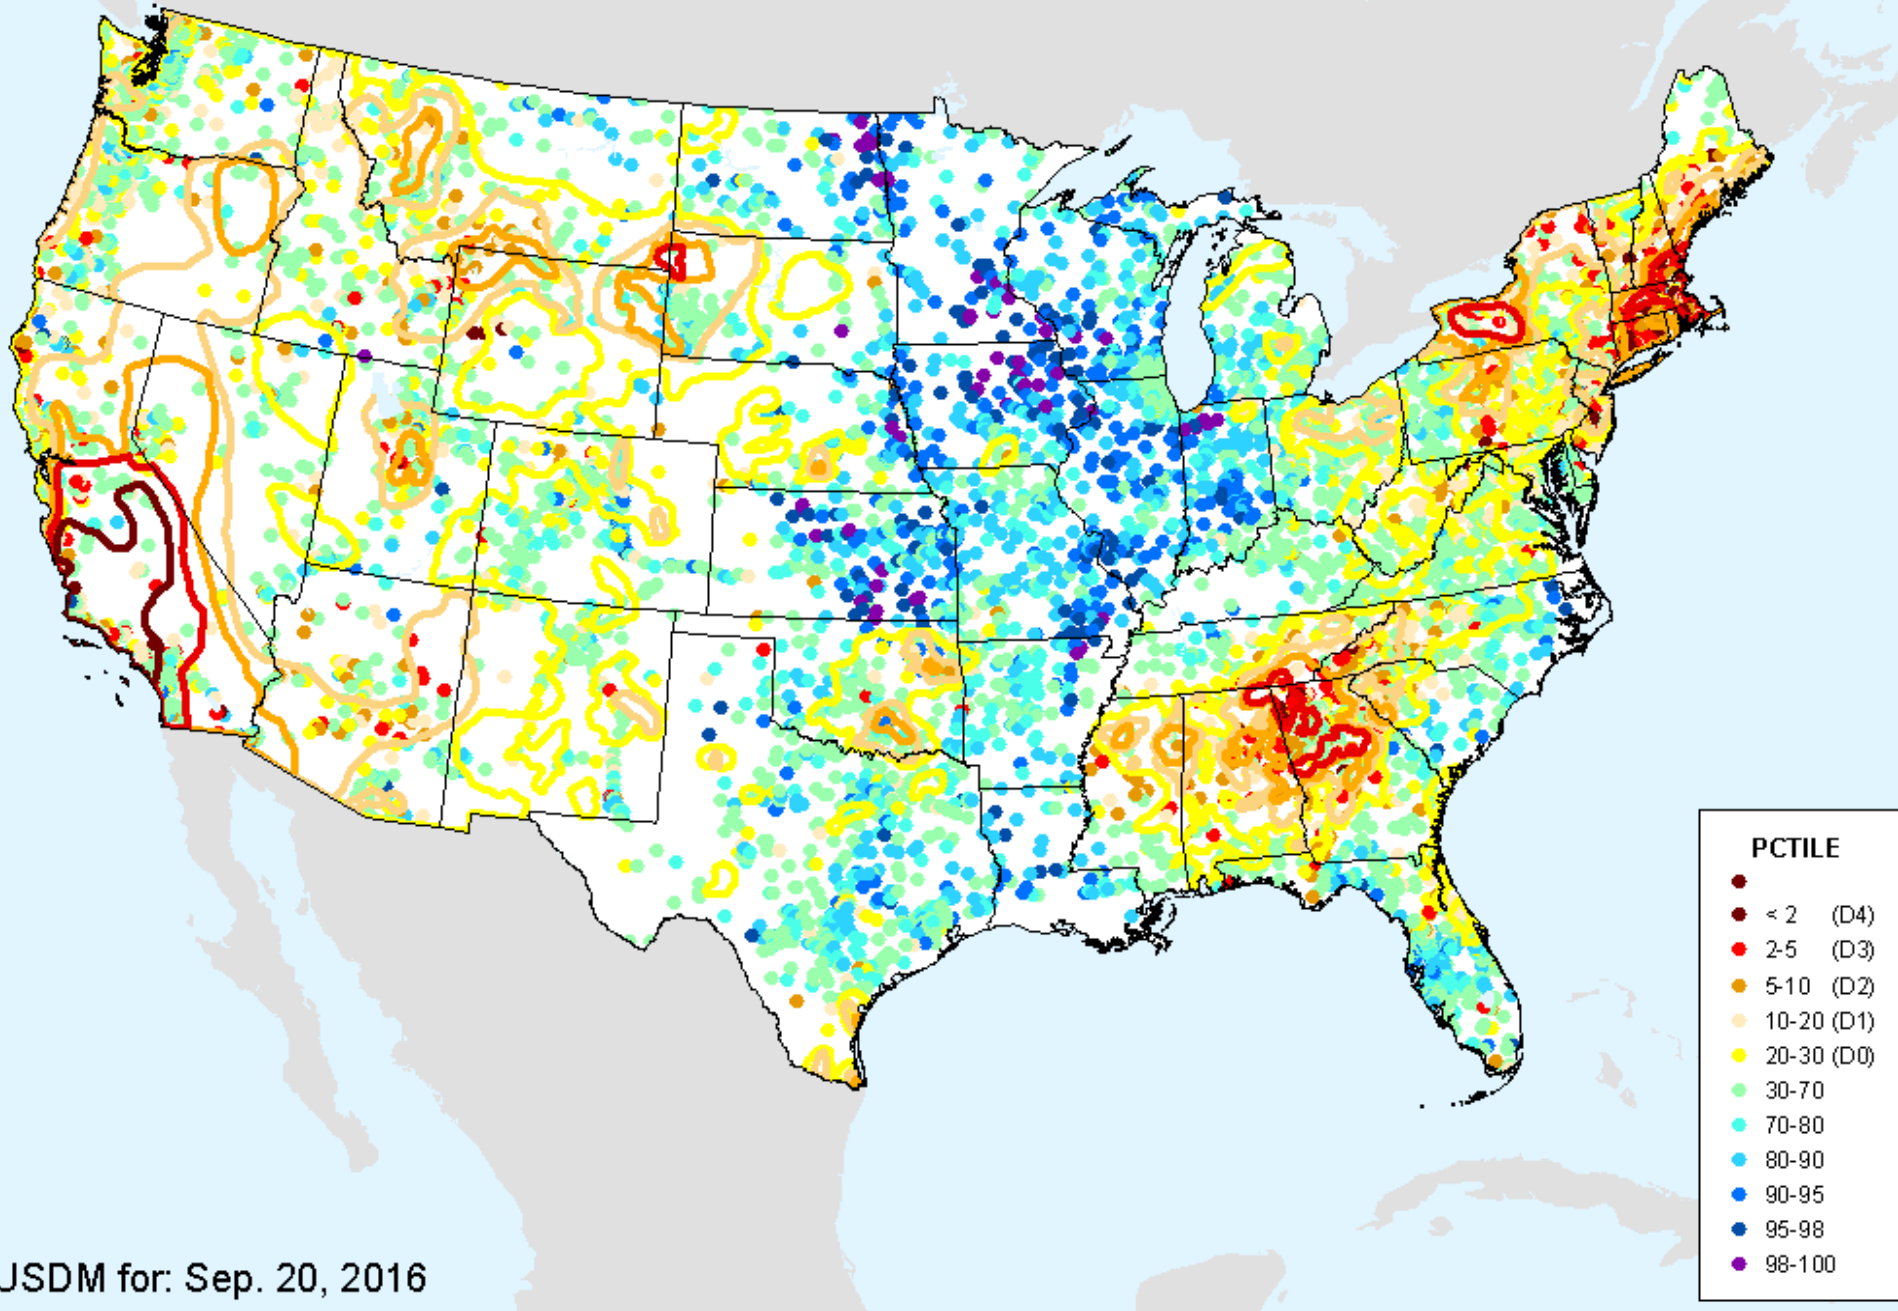 PCTILE
< 2 (D4)
2-5 (D3)
5-10 (D2)
10-20 (D1)
20-30 (D0)
30-70
70-80
80-90
90-95
95-98
98-100
USDM for: Sep. 20, 2016